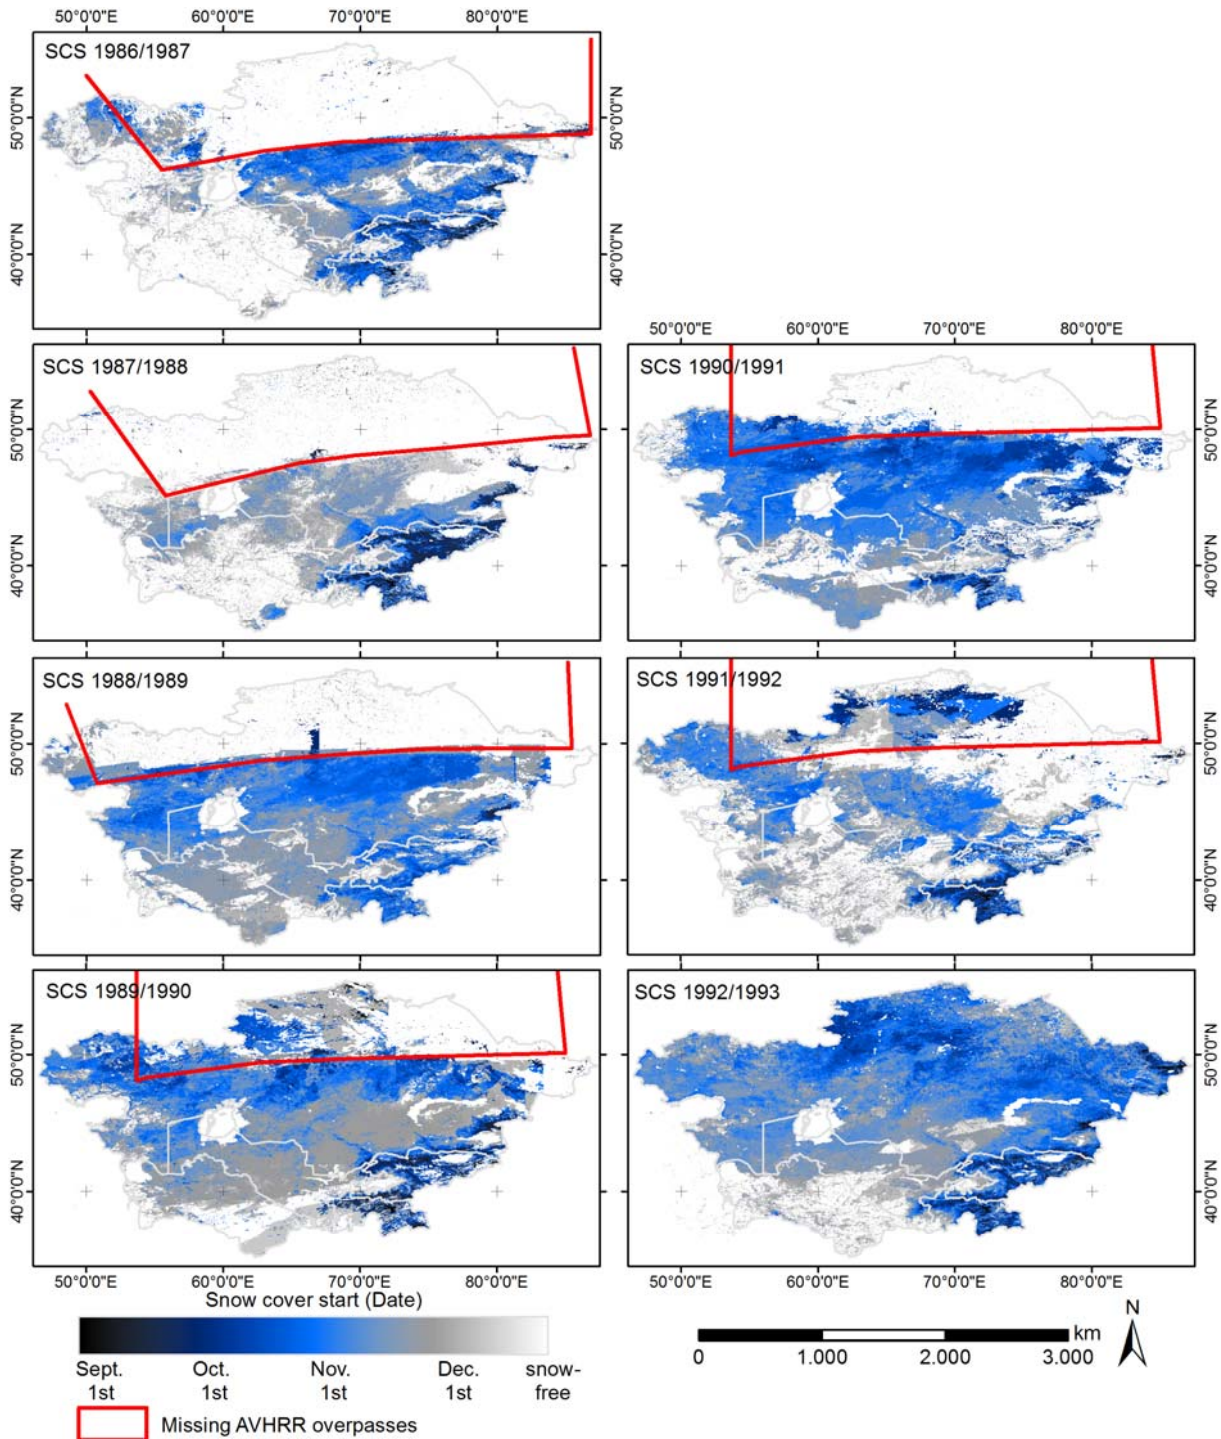 50°0'0"E 60°0'0"E 70°0'0"E 80°0'0"E
SCS 1986/1987
50°0'0"N
40°0'0"N
50°0'0"N
40°0'0"N
50°0'0"E 60°0'0"E 70°0'0"E 80°0'0"E
SCS 1987/1988
50°0'0"N
40°0'0"N
SCS 1990/1991
50°0'0"N
40°0'0"N
SCS 1988/1989
50°0'0"N
40°0'0"N
SCS 1991/1992
50°0'0"N
40°0'0"N
SCS 1989/1990
50°0'0"N
40°0'0"N
SCS 1992/1993
50°0'0"N
40°0'0"N
50°0'0"E 60°0'0"E 70°0'0"E 80°0'0"E
50°0'0"E 60°0'0"E 70°0'0"E 80°0'0"E
Snow cover start (Date)
Sept. Oct. Nov. Dec. snow-
1st 1st 1st 1st free
Missing AVHRR overpasses
N
km
0 1.000 2.000 3.000